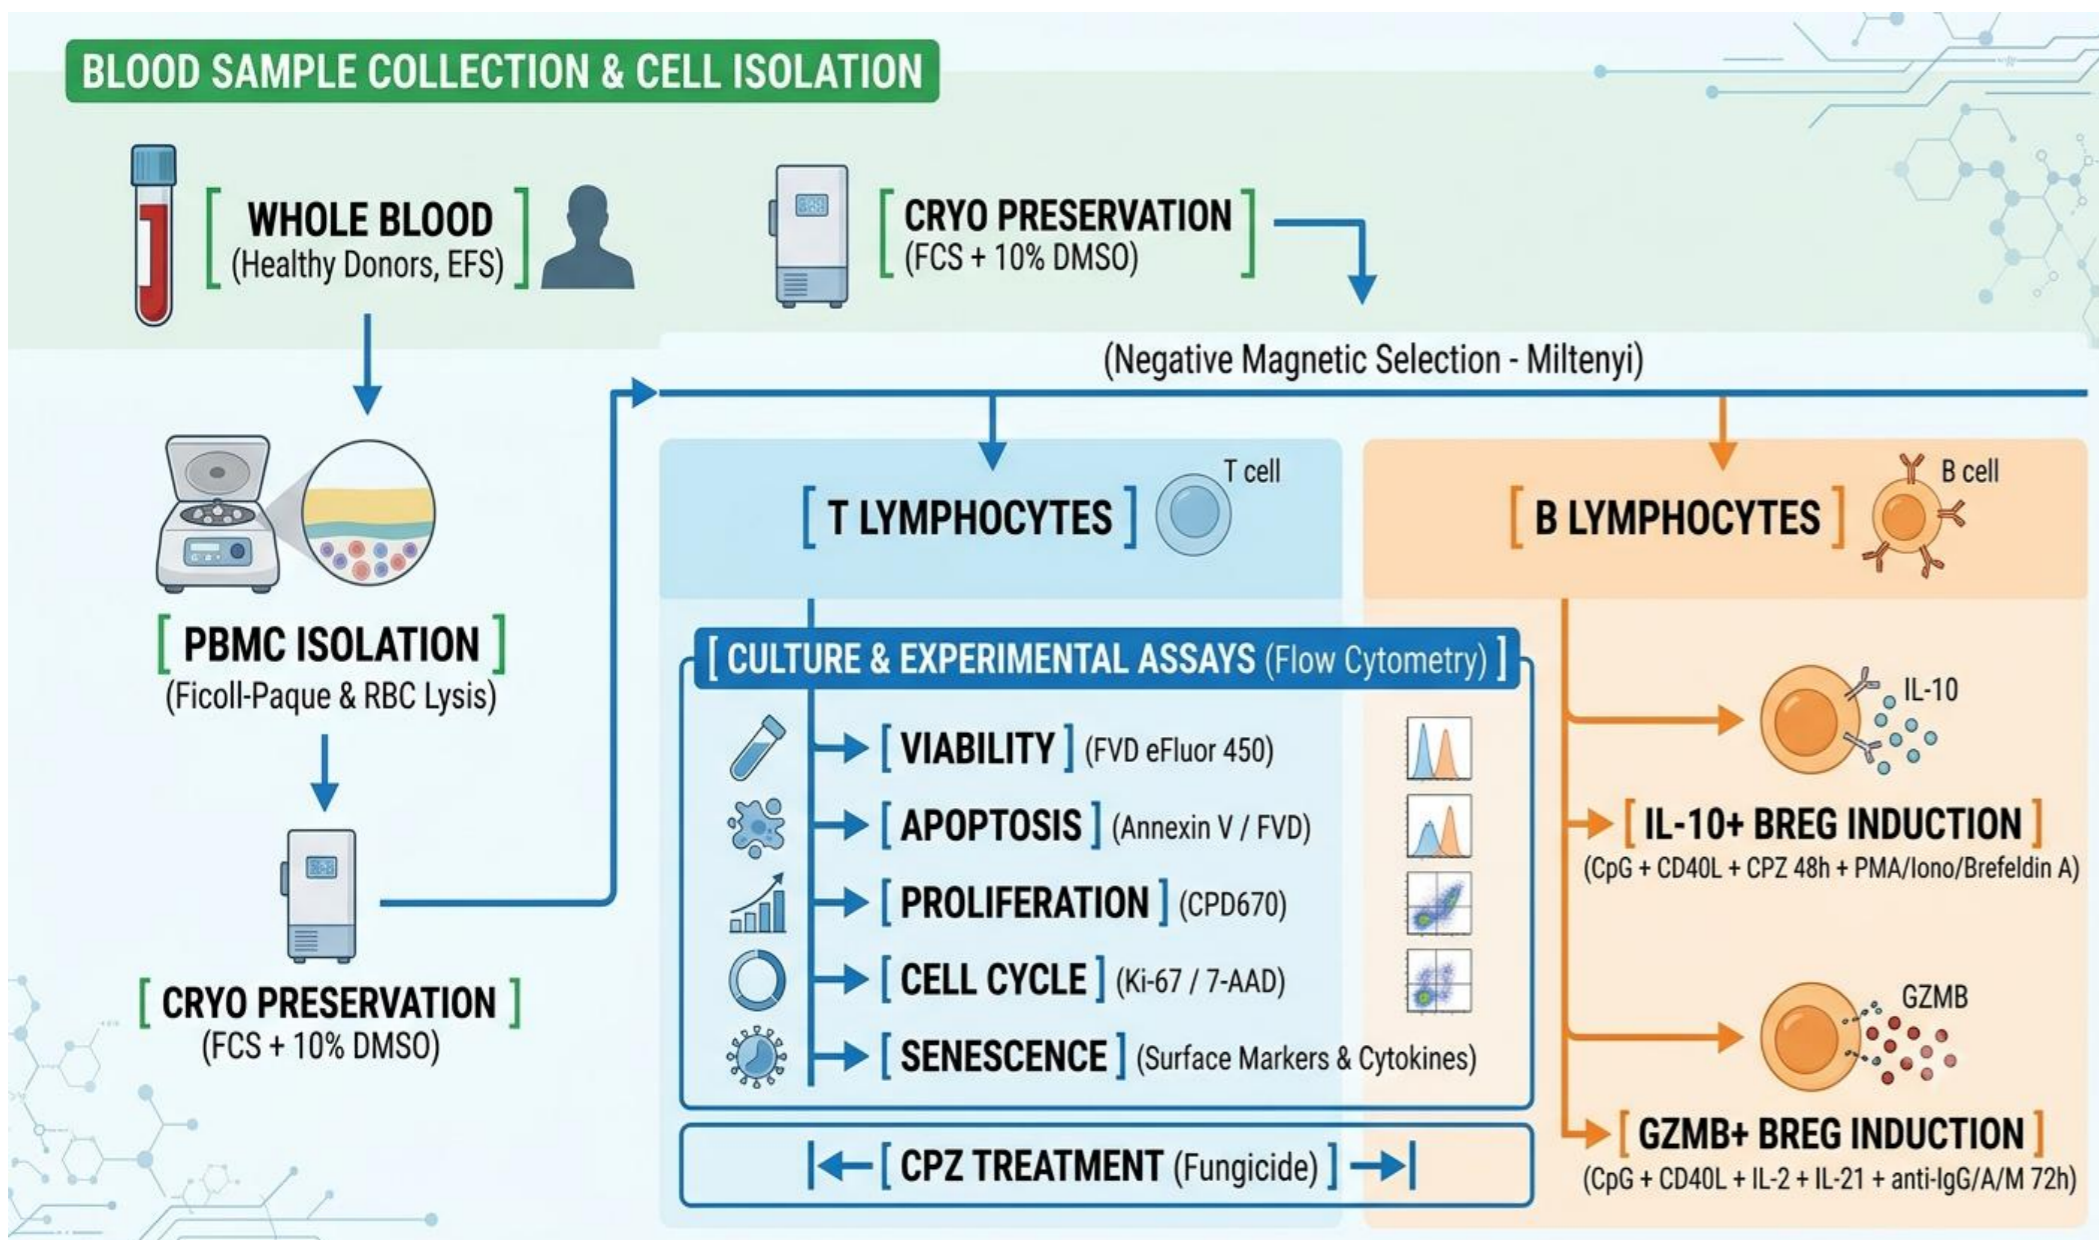 BLOOD SAMPLE COLLECTION & CELL ISOLATION
[ WHOLE BLOOD ]
(Healthy Donors, EFS)
[ CRYO PRESERVATION ]
(FCS + 10% DMSO)
(Negative Magnetic Selection - Miltenyi)
[ PBMC ISOLATION ]
(Ficoll-Paque & RBC Lysis)
[ CRYO PRESERVATION ]
(FCS + 10% DMSO)
[ T LYMPHOCYTES ]
T cell
[ B LYMPHOCYTES ]
B cell
[ CULTURE & EXPERIMENTAL ASSAYS (Flow Cytometry) ]
[ VIABILITY ] (FVD eFluor 450)
[ APOPTOSIS ] (Annexin V / FVD)
[ PROLIFERATION ] (CPD670)
[ CELL CYCLE ] (Ki-67 / 7-AAD)
[ SENESCENCE ] (Surface Markers & Cytokines)
[ CPZ TREATMENT (Fungicide) ]
IL-10
[ IL-10+ BREG INDUCTION ]
(CpG + CD40L + CPZ 48h + PMA/Iono/Brefeldin A)
GZMB
[ GZMB+ BREG INDUCTION ]
(CpG + CD40L + IL-2 + IL-21 + anti-IgG/A/M 72h)